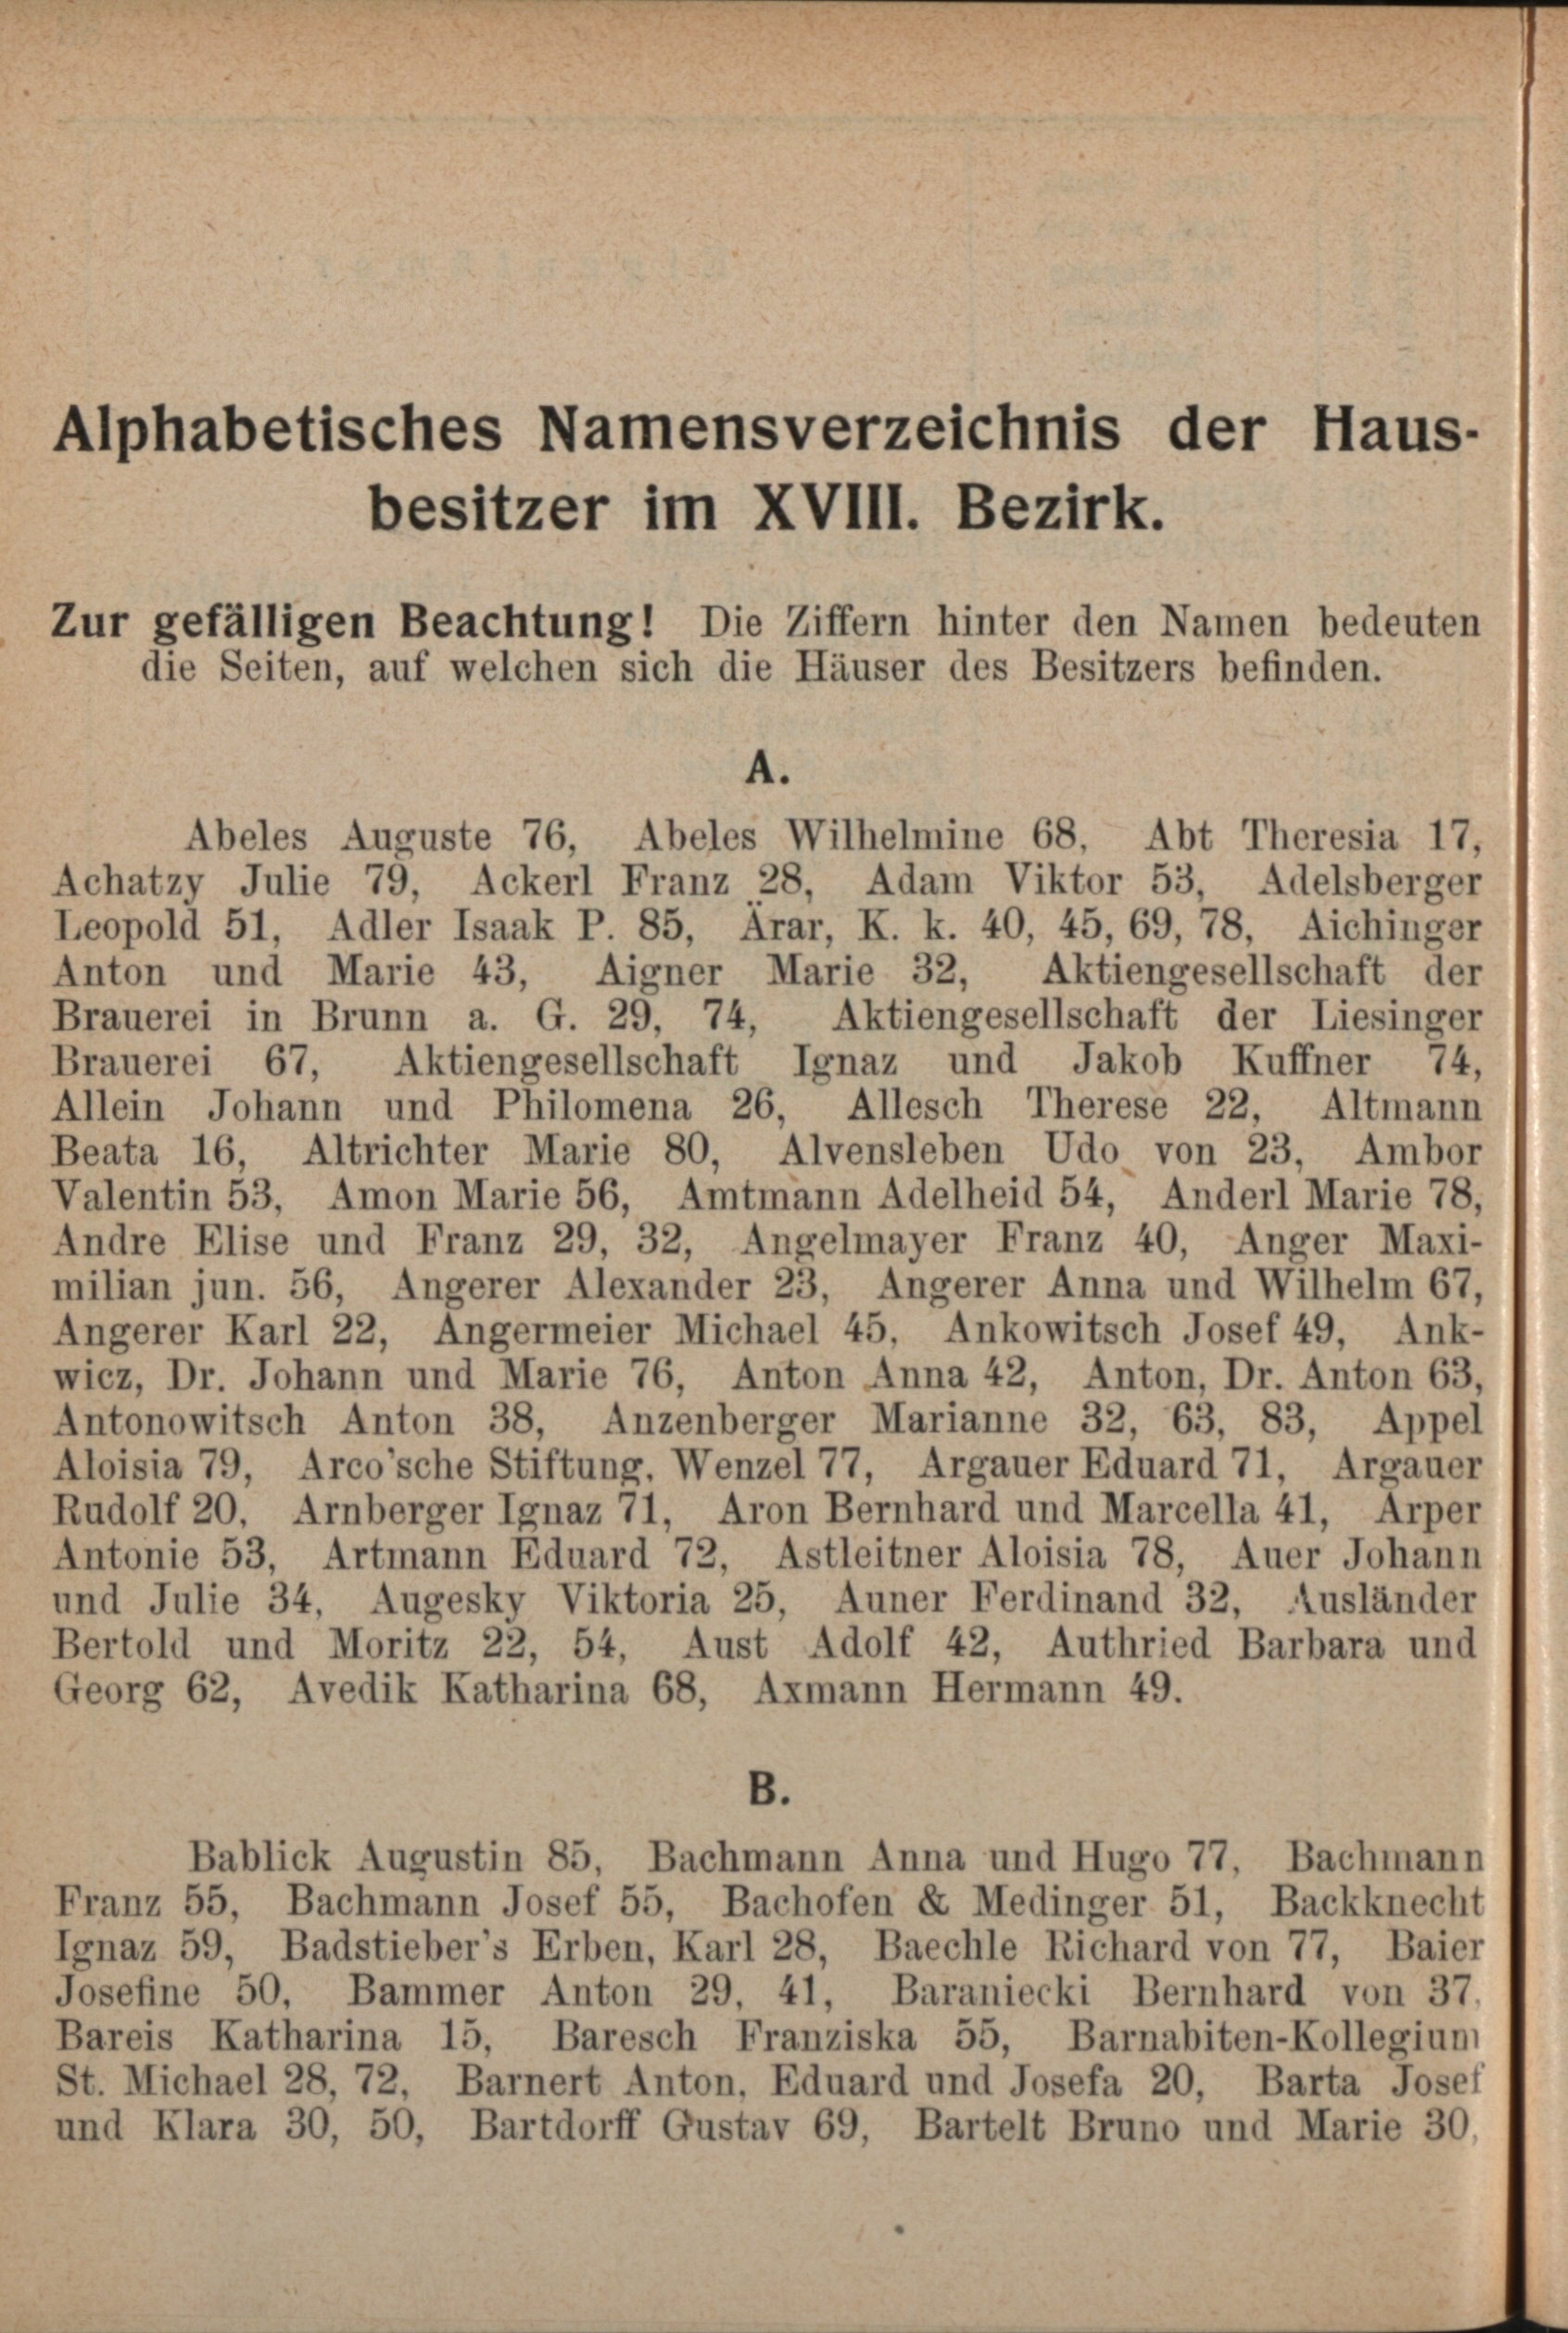 Alphabetisches Namensverzeichnis der Haus-
besitzer im XVIII. Bezirk.
Zur gefälligen Beachtung! Die Ziffern hinter den Namen bedeuten
die Seiten, auf welchen sich die Häuser des Besitzers befinden.
A.
Abeles Auguste 76, Abeles Wilhelmine 68, Abt Theresia 17,
Achatzy Julie 79, Ackerl Franz 28, Adam Viktor 53, Adelsberger
Leopold 51, Adler Isaak P. 85, Ärar, K. k. 40, 45, 69, 78, Aichinger
Anton und Marie 43, Aigner Marie 32, Aktiengesellschaft der
Brauerei in Brunn a. G. 29, 74, Aktiengesellschaft der Liesinger
Brauerei 67, Aktiengesellschaft Ignaz und Jakob Kuffner 74,
Allein Johann und Philomena 26, Allesch Therese 22, Altmann
Beata 16, Altrichter Marie 80, Alvensleben Udo von 23, Ambor
Valentin 53, Amon Marie 56, Amtmann Adelheid 54, Anderl Marie 78,
Andre Elise und Franz 29, 32, Angelmayer Franz 40, Anger Maxi-
milian jun. 56, Angerer Alexander 23, Angerer Anna und Wilhelm 67,
Angerer Karl 22, Angermeier Michael 45, Ankowitsch Josef 49, Ank-
wicz, Dr. Johann und Marie 76, Anton Anna 42, Anton, Dr. Anton 63,
Antonowitsch Anton 38, Anzenberger Marianne 32, 63, 83, Appel
Aloisia 79, Arco'sche Stiftung, Wenzel 77, Argauer Eduard 71, Argauer
Rudolf 20, Arnberger Ignaz 71, Aron Bernhard und Marcella 41, Arper
Antonie 53, Artmann Eduard 72, Astleitner Aloisia 78, Auer Johann
und Julie 34, Augesky Viktoria 25, Auner Ferdinand 32, Ausländer
Bertold und Moritz 22, 54, Aust Adolf 42, Authried Barbara und
Georg 62, Avedik Katharina 68, Axmann Hermann 49.
B.
Bablick Augustin 85, Bachmann Anna und Hugo 77, Bachmann
Franz 55, Bachmann Josef 55, Bachofen & Medinger 51, Backknecht
Ignaz 59, Badstieber's Erben, Karl 28, Baechle Richard von 77, Baier
Josefine 50, Bammer Anton 29, 41, Baraniecki Bernhard von 37,
Bareis Katharina 15, Baresch Franziska 55, Barnabiten-Kollegium
St. Michael 28, 72, Barnert Anton, Eduard und Josefa 20, Barta Josef
und Klara 30, 50, Bartdorff Gustav 69, Bartelt Bruno und Marie 30,